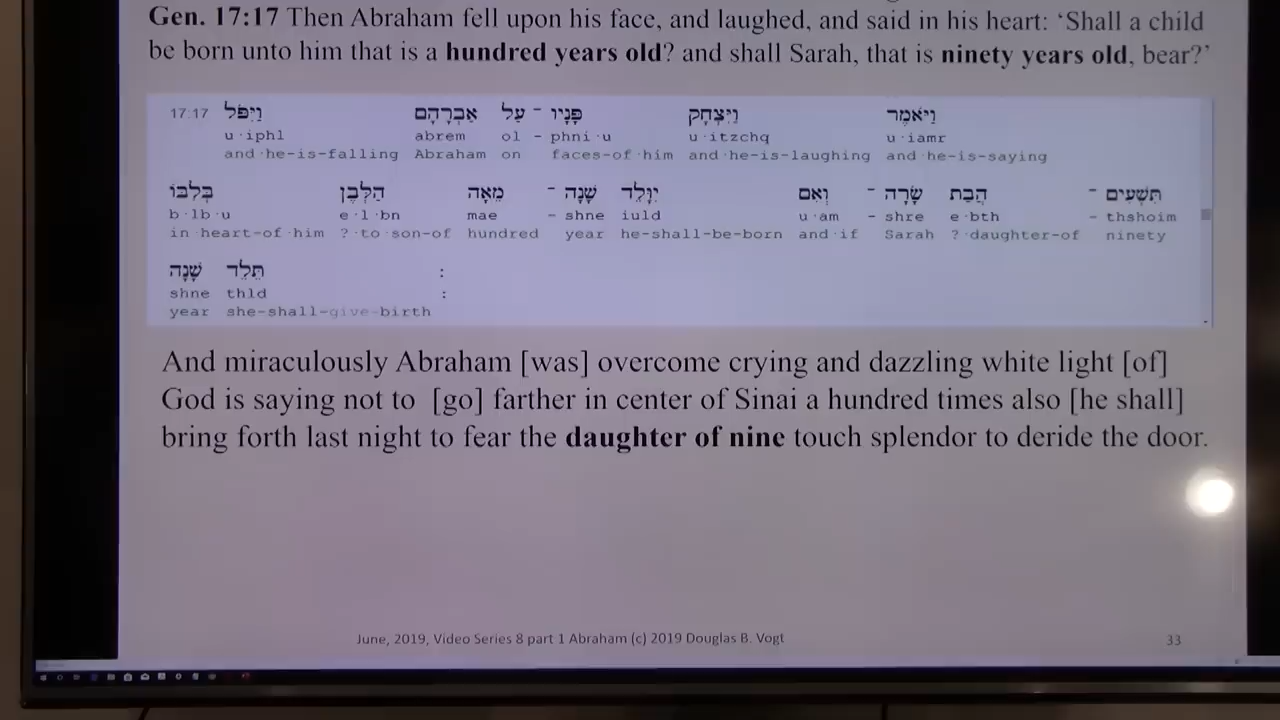 Gen. 17:17 Then Abraham fell upon his face, and laughed, and said in his heart: ‘Shall a child
be born unto him that is a hundred years old? and shall Sarah, that is ninety years old, bear?’
17:17 וַיִּפֹּל אַבְרָהָם עַל ־ פָּנָיו וַיִּצְחָק וַיֹּאמֶר
u·iphl abrem ol - phni·u u·itzchq u·iamr
and·he-is-falling Abraham on faces-of·him and·he-is-laughing and·he-is-saying
בְּלִבּוֹ הַלְּבֶן מֵאָה ־ שָׁנָה יִוָּלֵד וְאִם ־ שָׂרָה הֲבַת ־ תִּשְׁעִים
b·lb·u e·l·bn mae - shne iuld u·am - shre e·bth - thshoim
in·heart-of·him ?·to·son-of hundred year he-shall-be-born and·if Sarah ?·daughter-of ninety
שָׁנָה תֵּלֵד :
shne thld :
year she-shall-give-birth
And miraculously Abraham [was] overcome crying and dazzling white light [of]
God is saying not to [go] farther in center of Sinai a hundred times also [he shall]
bring forth last night to fear the daughter of nine touch splendor to deride the door.
June, 2019, Video Series 8 part 1 Abraham (c) 2019 Douglas B. Vogt 33